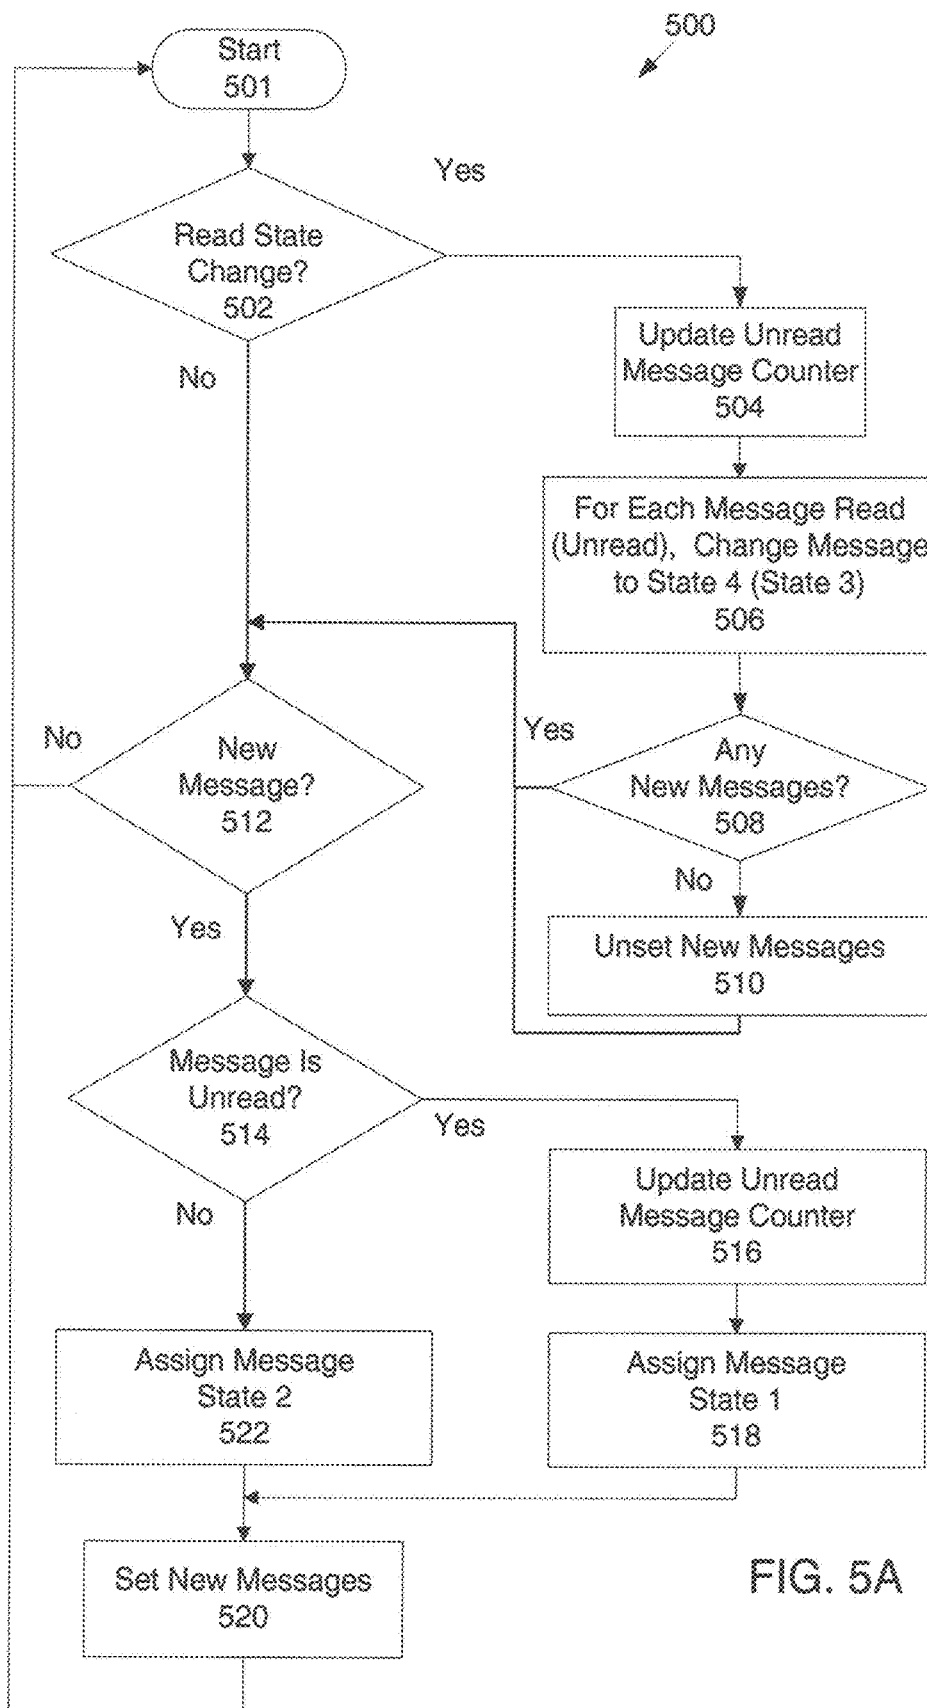 500
Start
501
Yes
Read State
Change?
502
No
Update Unread
Message Counter
504
For Each Message Read
(Unread), Change Message
to State 4 (State 3)
506
No
New
Message?
512
Yes
Any
New Messages?
508
No
Yes
Unset New Messages
510
Message Is
Unread?
514
Yes
No
Update Unread
Message Counter
516
Assign Message
State 2
522
Assign Message
State 1
518
Set New Messages
520
FIG. 5A